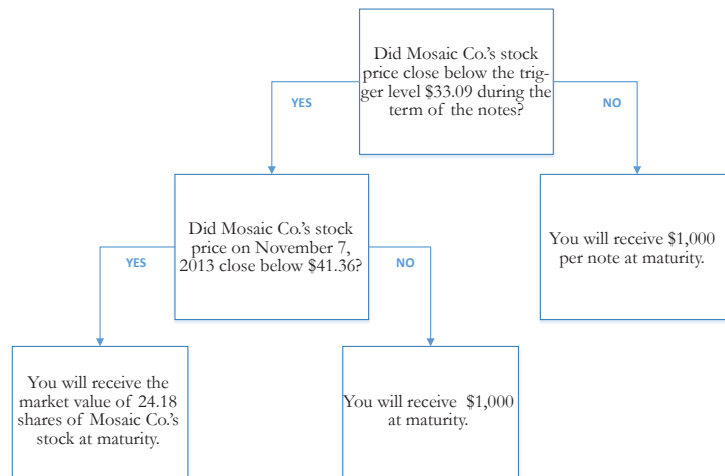 Did Mosaic Co.'s stock
price close below the trig-
ger level $33.09 during the
term of the notes?
YES
NO
Did Mosaic Co.'s stock
price on November 7,
2013 close below $41.36?
You will receive $1,000
per note at maturity.
YES
NO
You will receive the
market value of 24.18
shares of Mosaic Co.'s
stock at maturity.
You will receive $1,000
at maturity.